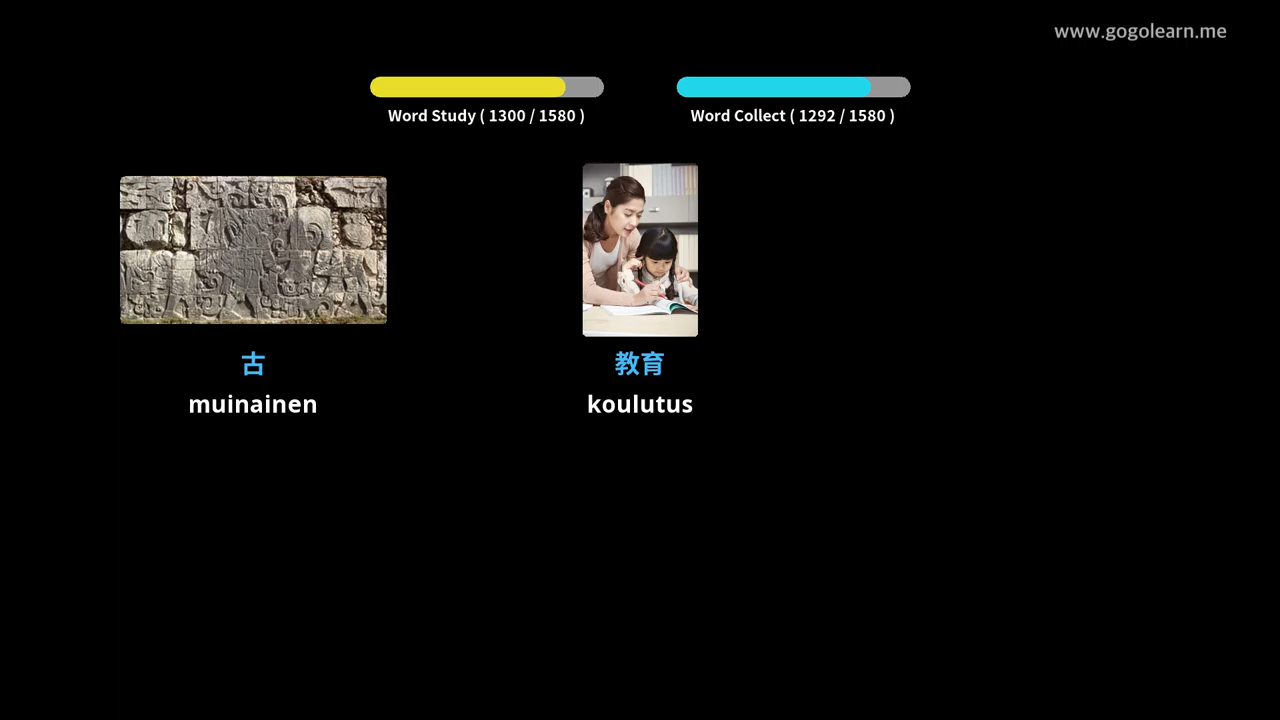 www.gogolearn.me
Word Study ( 1300 / 1580 )
Word Collect ( 1292 / 1580 )
古
muinainen
教育
koulutus